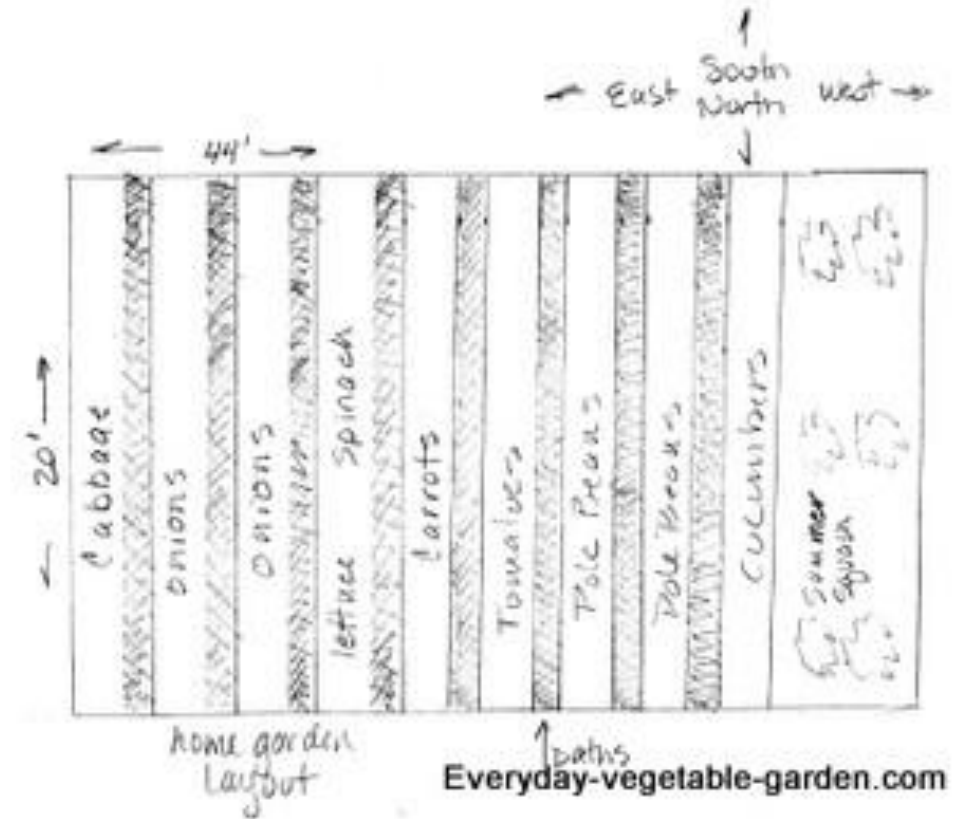 South
East North West
44'
20'
Cabbage
onions
onions
lettuce Spinach
Carrots
Tomatoes
Pole Beans
Pole Beans
Cucumbers
Summer
Squash
home garden
Layout
paths
Everyday-vegetable-garden.com